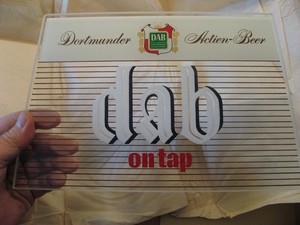 Dortmunder DAB Actien-Beer
dab
on tap